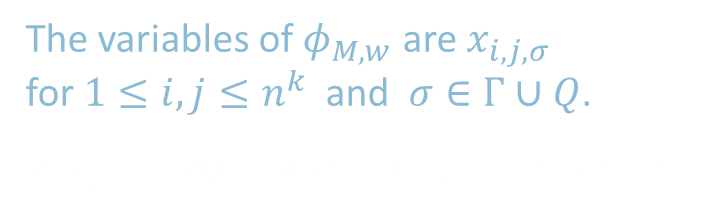 The variables of 𝜙_{M,w} are x_{i,j,σ}
for 1 ≤ i, j ≤ n^k and σ ∈ Γ ∪ Q.